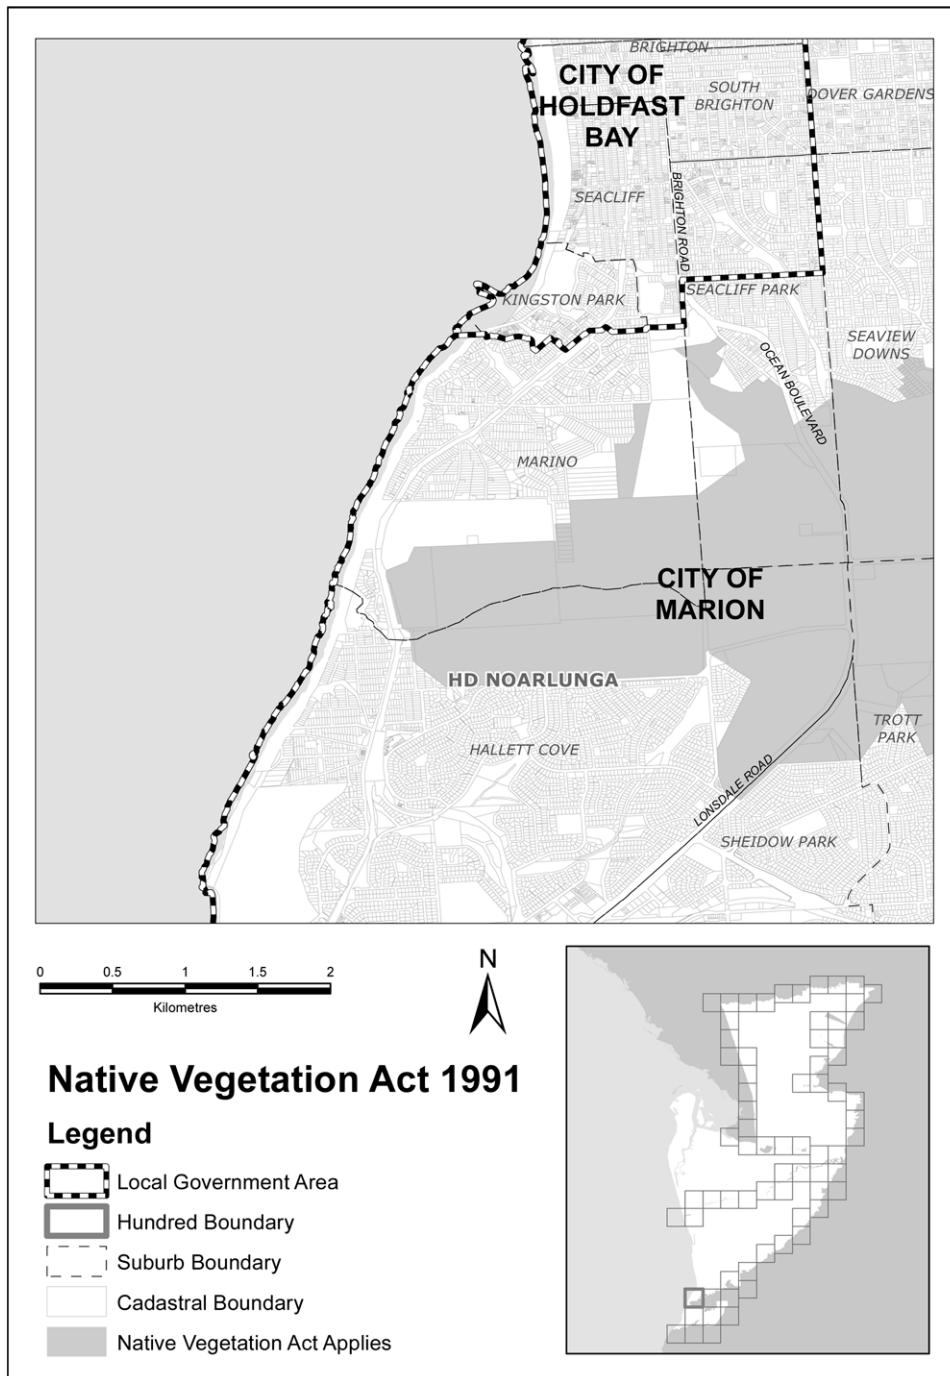 BRIGHTON
CITY OF
HOLDFAST
BAY
SOUTH
BRIGHTON
DOVER GARDENS
SEACLIFF
BRIGHTON ROAD
KINGSTON PARK
SEACLIFF PARK
SEAVIEW
DOWNS
OCEAN BOULEVARD
MARINO
CITY OF
MARION
HD NOARLUNGA
TROTT
PARK
HALLETT COVE
LONSDALE ROAD
SHEIDOW PARK
0 0.5 1 1.5 2
Kilometres
N
Native Vegetation Act 1991
Legend
Local Government Area
Hundred Boundary
Suburb Boundary
Cadastral Boundary
Native Vegetation Act Applies